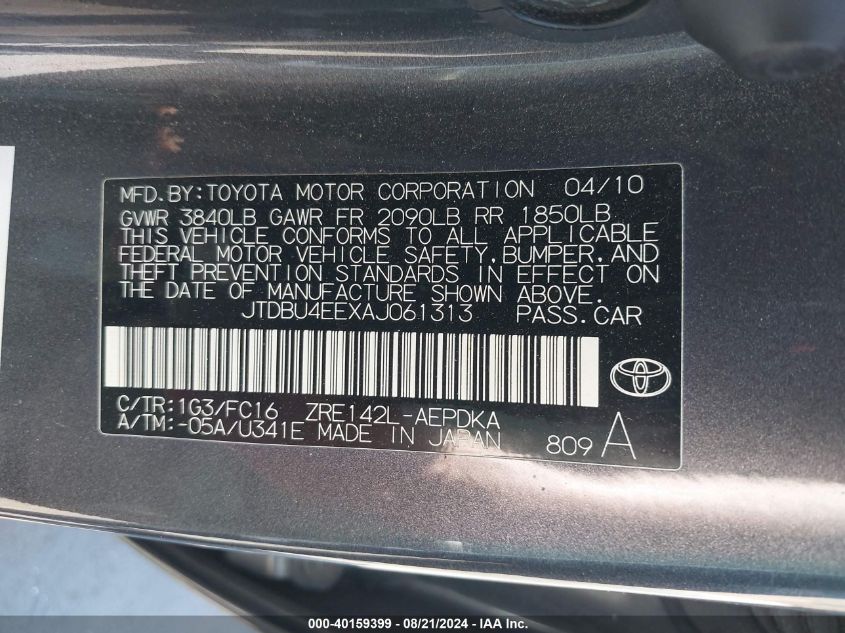 MFD.BY:TOYOTA MOTOR CORPORATION 04/10
GVWR 3840LB GAWR FR 2090LB RR 1850LB
THIS VEHICLE CONFORMS TO ALL APPLICABLE
FEDERAL MOTOR VEHICLE SAFETY,BUMPER,AND
THEFT PREVENTION STANDARDS IN EFFECT ON
THE DATE OF MANUFACTURE SHOWN ABOVE.
JTDBU4EEXAJ061313 PASS.CAR
C/TR:1G3/FC16 ZRE142L-AEPDKA
A/TM:-05A/U341E MADE IN JAPAN 809 A
000-40159399 - 08/21/2024 - Copyright IAA, Inc.